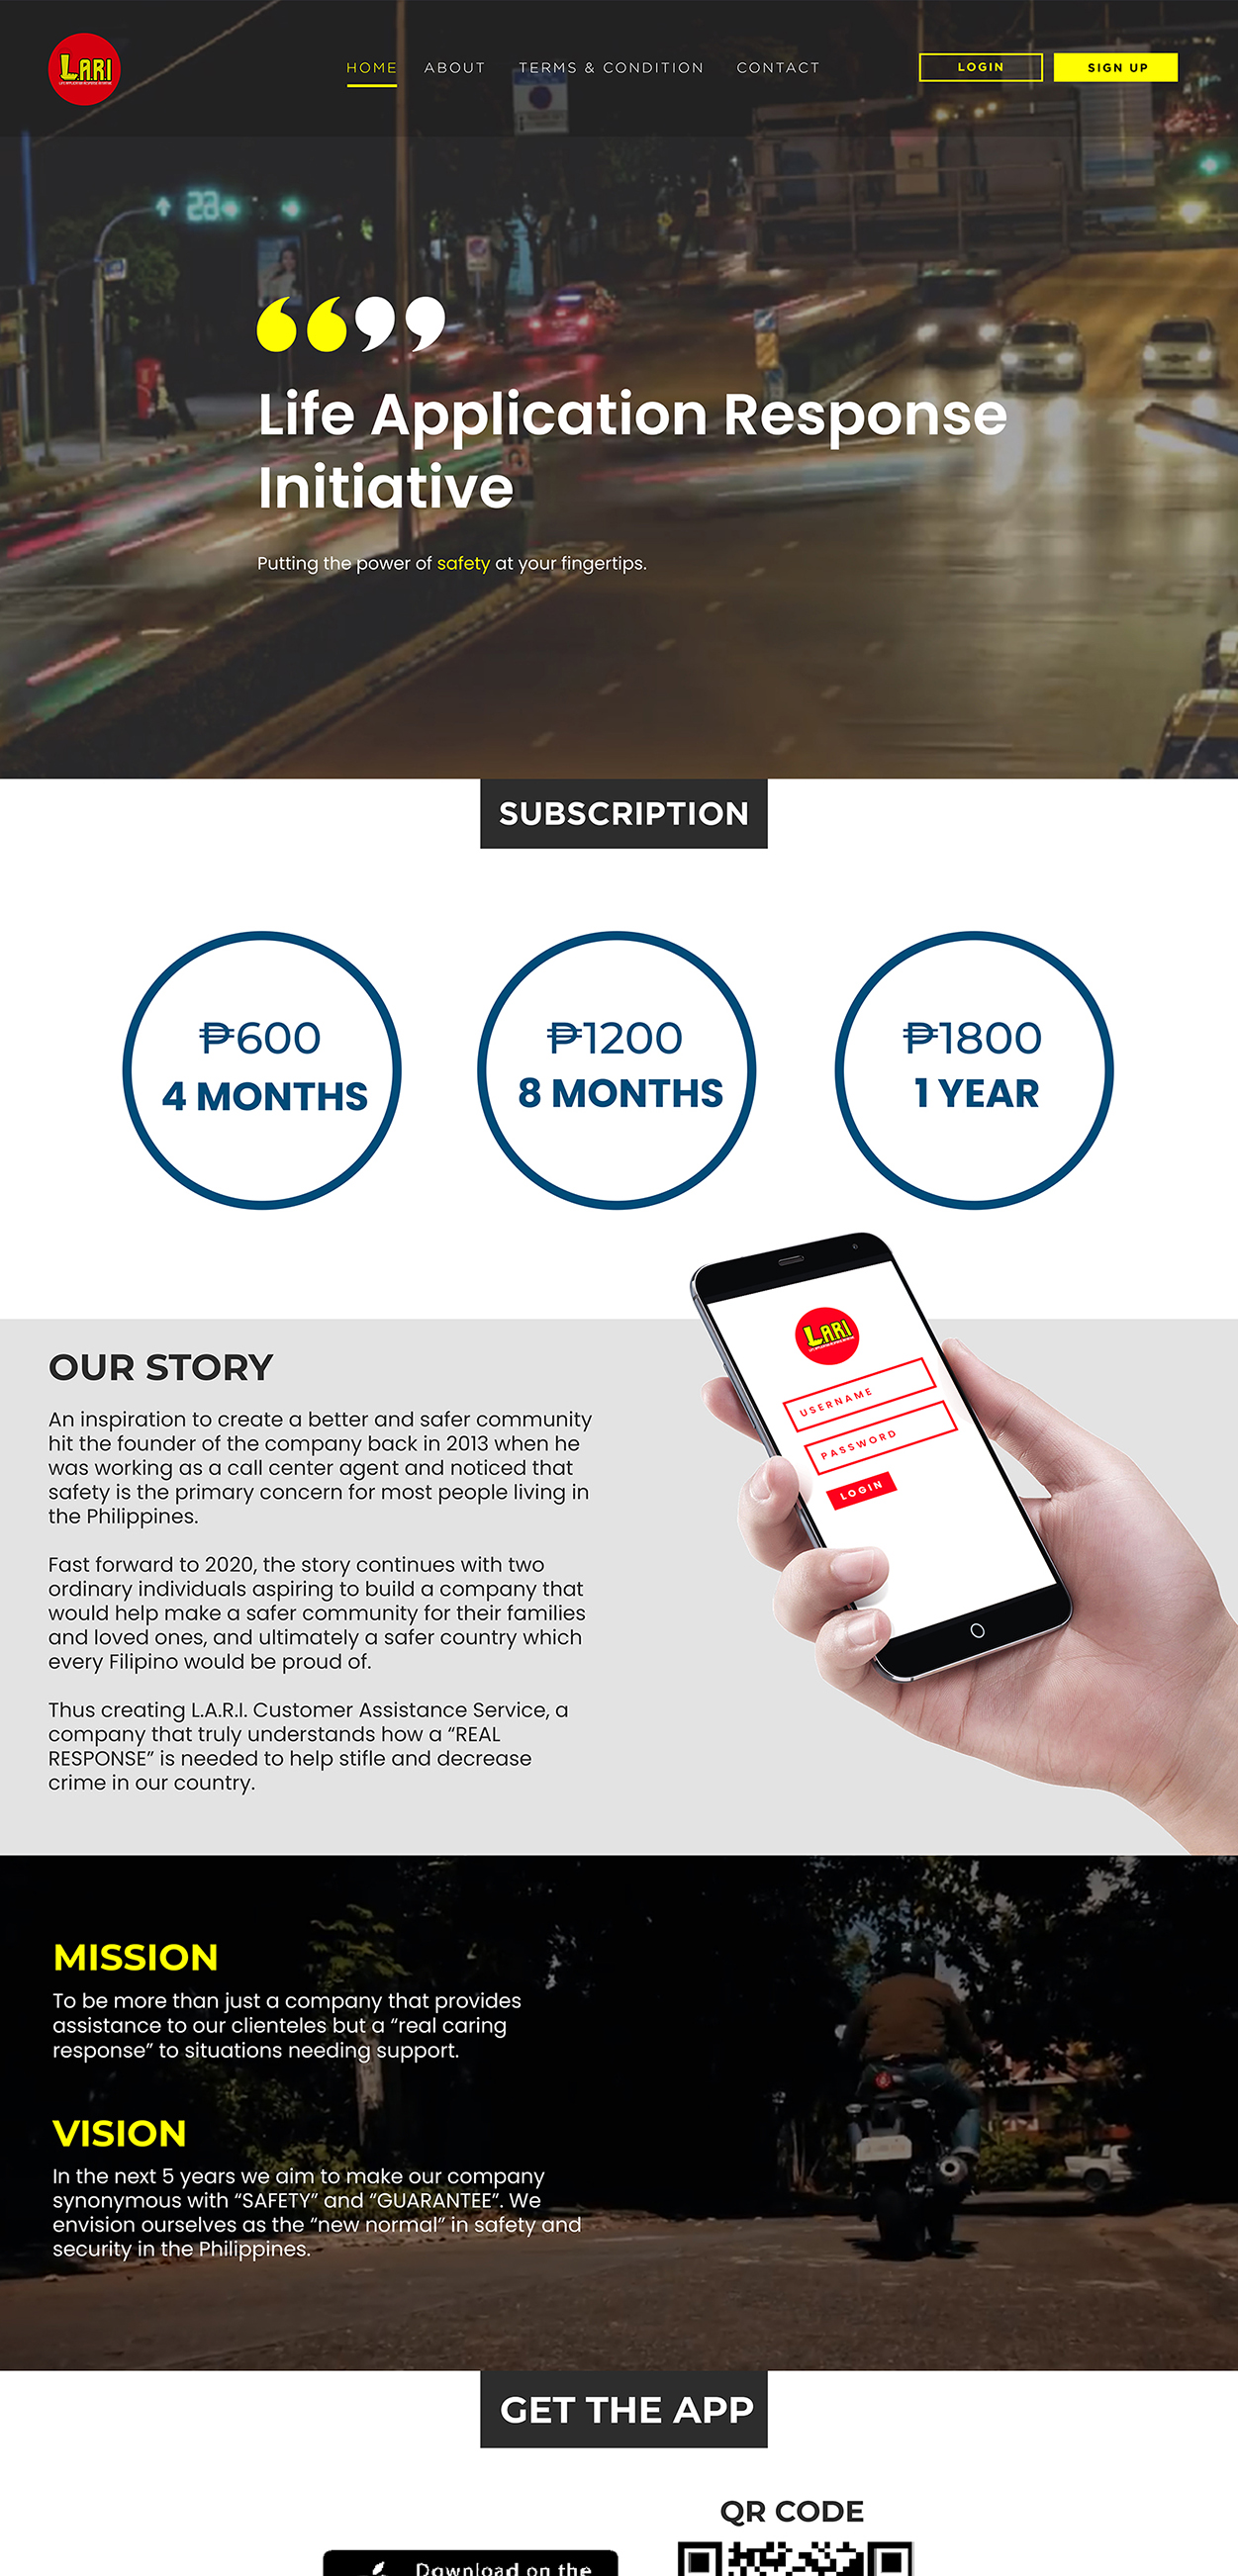 L.A.R.I
HOME
ABOUT
TERMS & CONDITION
CONTACT
LOGIN
SIGN UP
23
Life Application Response
Initiative
Putting the power of safety at your fingertips.
SUBSCRIPTION
₱600
4 MONTHS
₱1200
8 MONTHS
₱1800
1 YEAR
L.A.R.I
USERNAME
PASSWORD
LOGIN
OUR STORY
An inspiration to create a better and safer community
hit the founder of the company back in 2013 when he
was working as a call center agent and noticed that
safety is the primary concern for most people living in
the Philippines.
Fast forward to 2020, the story continues with two
ordinary individuals aspiring to build a company that
would help make a safer community for their families
and loved ones, and ultimately a safer country which
every Filipino would be proud of.
Thus creating L.A.R.I. Customer Assistance Service, a
company that truly understands how a “REAL
RESPONSE” is needed to help stifle and decrease
crime in our country.
MISSION
To be more than just a company that provides
assistance to our clienteles but a “real caring
response” to situations needing support.
VISION
In the next 5 years we aim to make our company
synonymous with “SAFETY” and “GUARANTEE”. We
envision ourselves as the “new normal” in safety and
security in the Philippines.
GET THE APP
QR CODE
Download on the